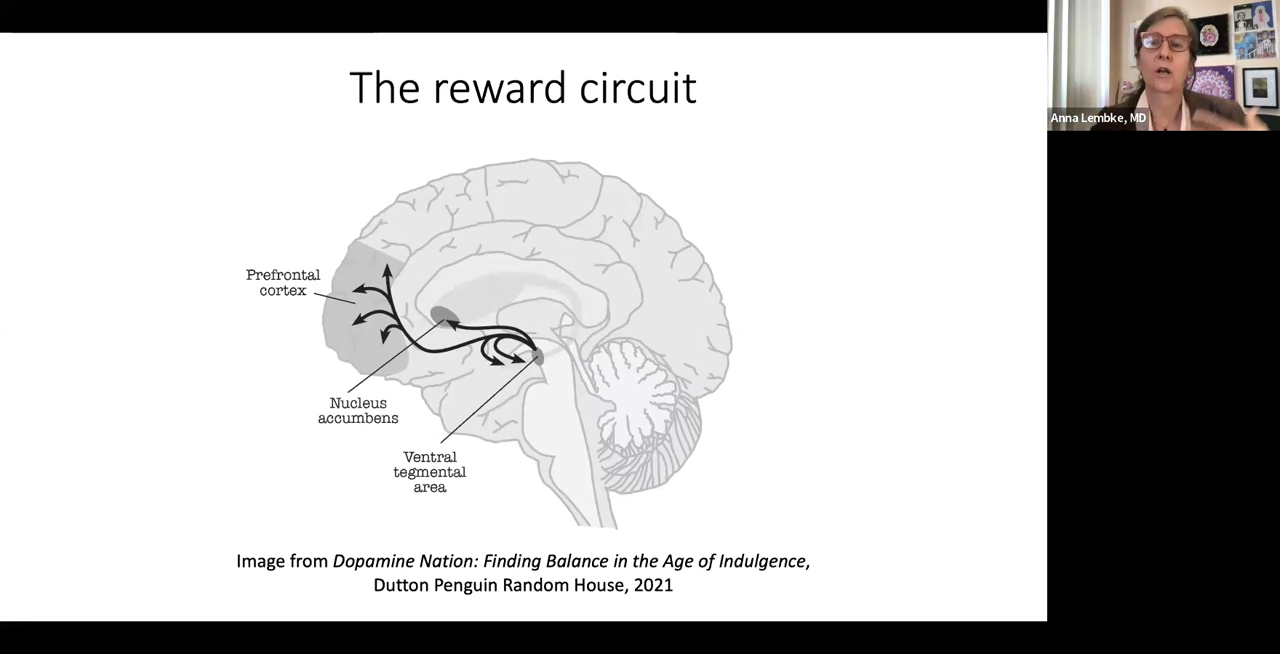 The reward circuit
Anna Lembke, MD
Prefrontal
cortex
Nucleus
accumbens
Ventral
tegmental
area
Image from Dopamine Nation: Finding Balance in the Age of Indulgence,
Dutton Penguin Random House, 2021